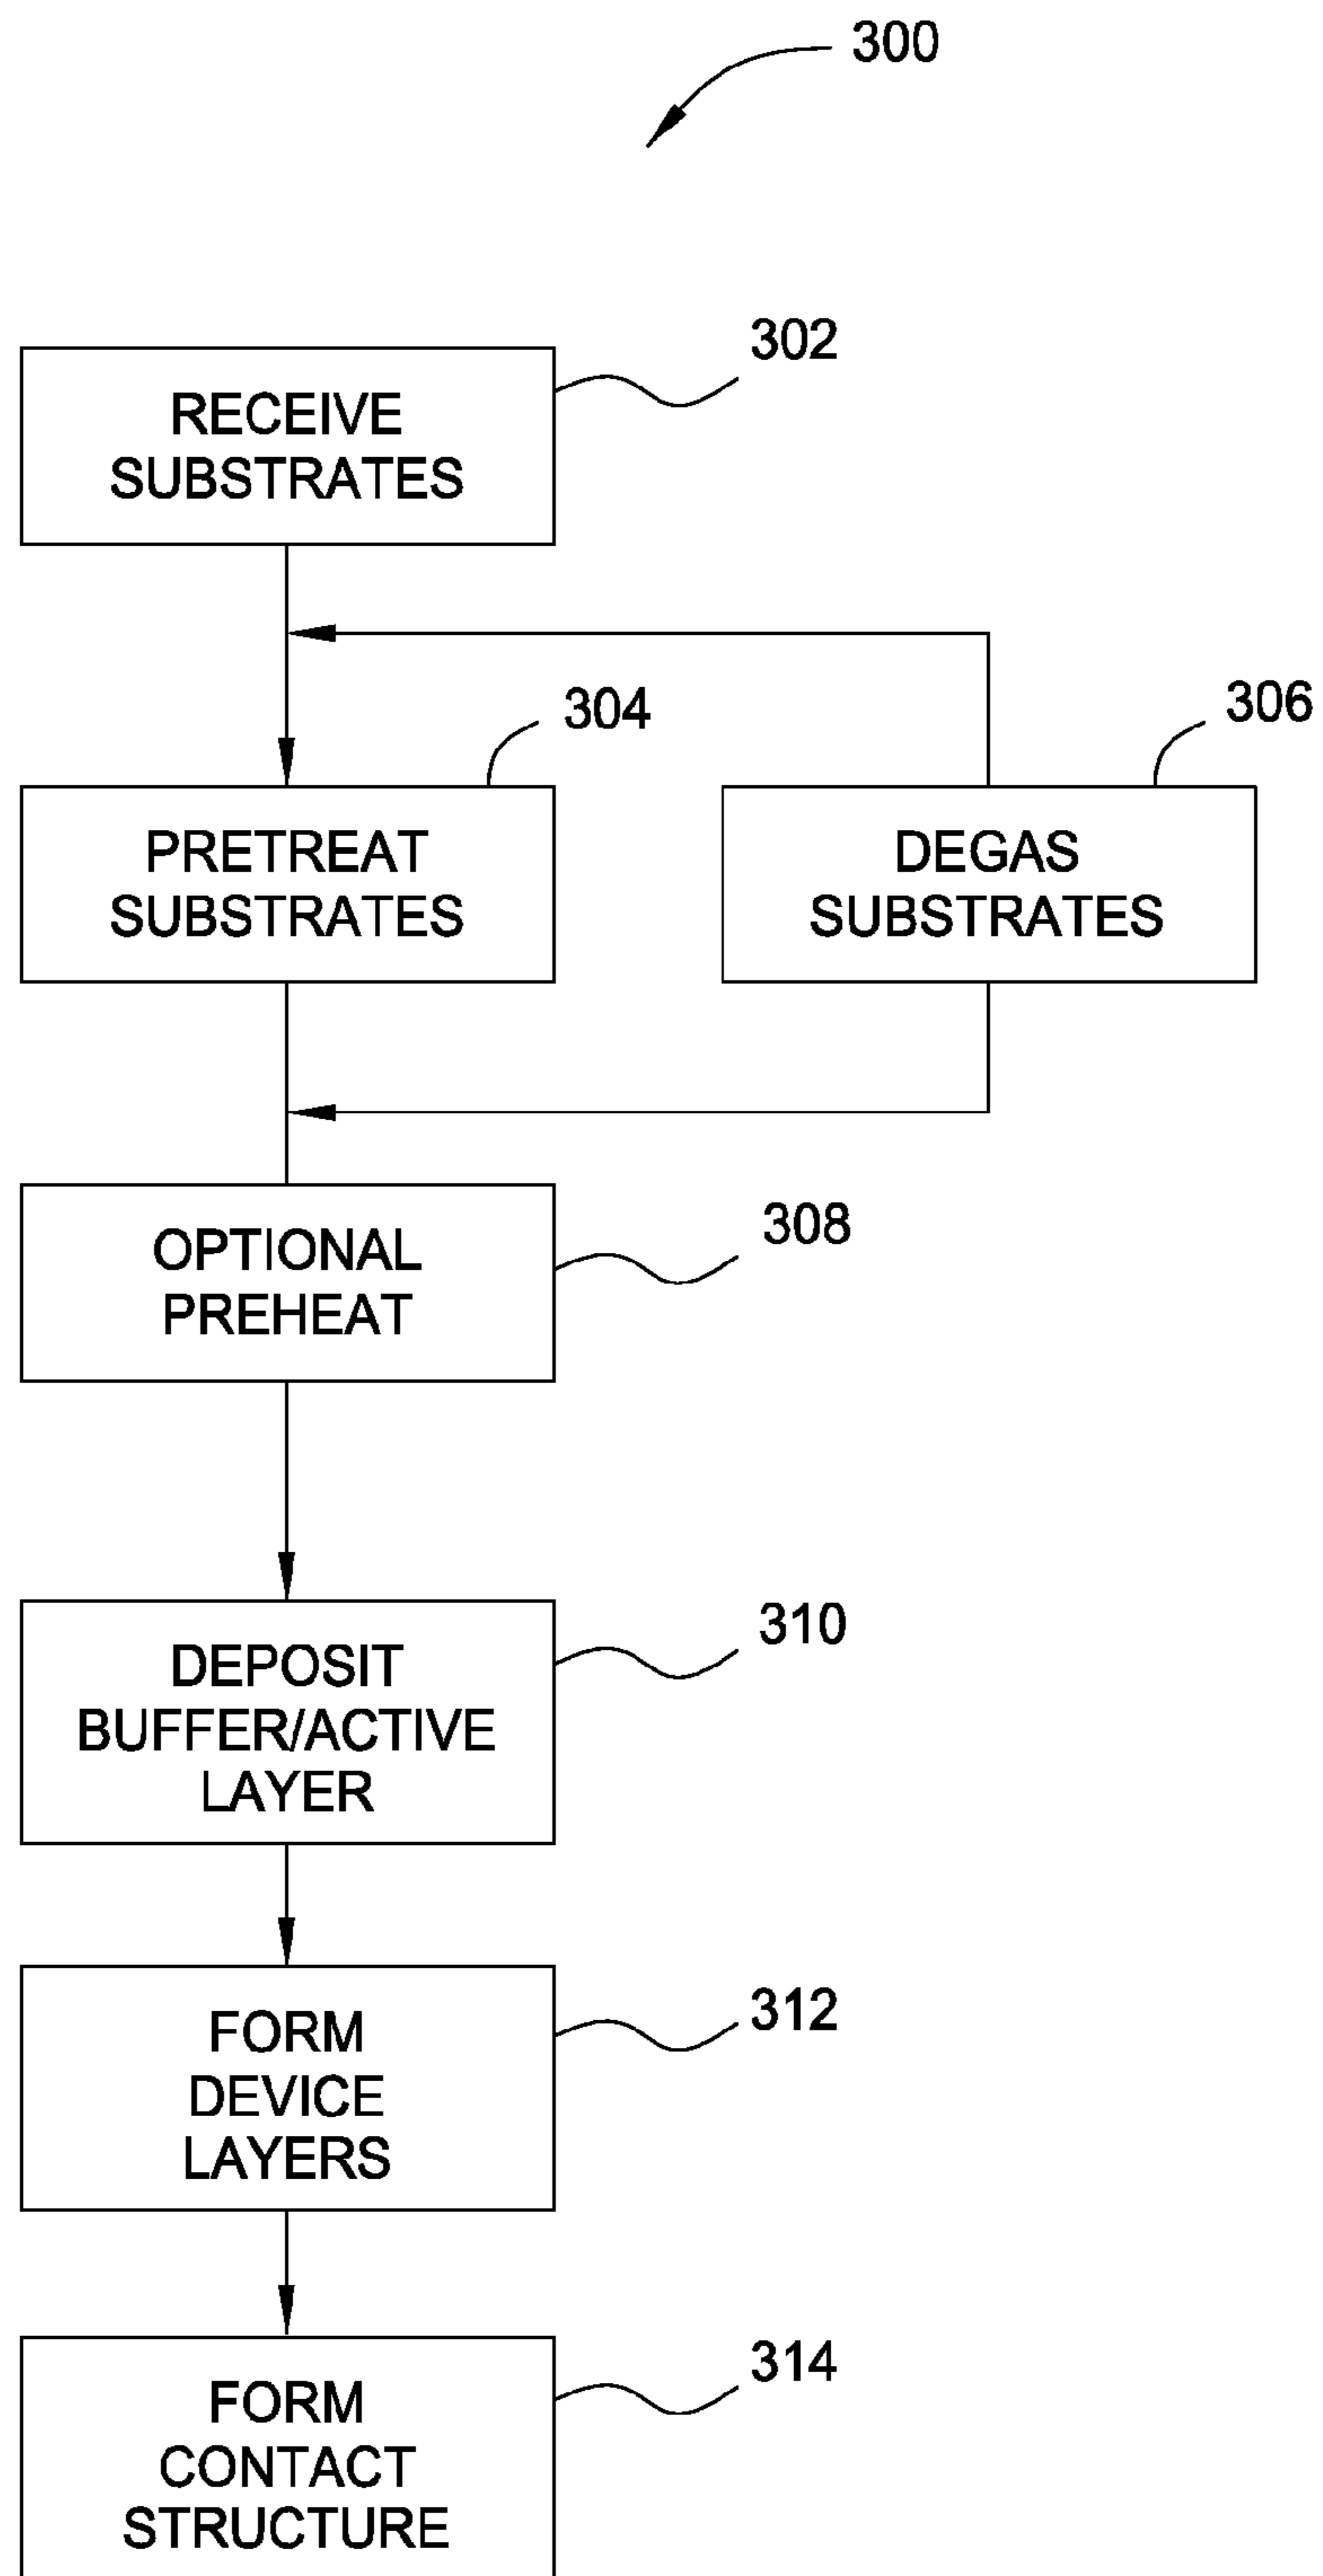 300
302
RECEIVE
SUBSTRATES
304
306
PRETREAT
SUBSTRATES
DEGAS
SUBSTRATES
308
OPTIONAL
PREHEAT
310
DEPOSIT
BUFFER/ACTIVE
LAYER
312
FORM
DEVICE
LAYERS
314
FORM
CONTACT
STRUCTURE